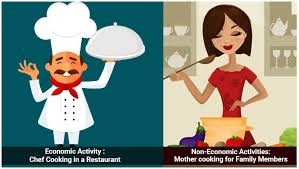 Economic Activity :
Chef Cooking in a Restaurant
Non-Economic Activities:
Mother cooking for Family Members